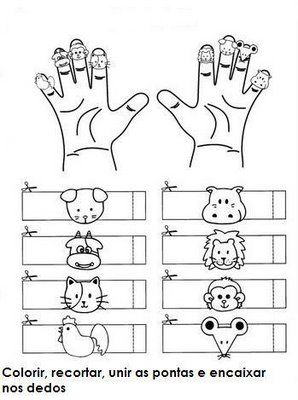 Colorir, recortar, unir as pontas e encaixar
nos dedos